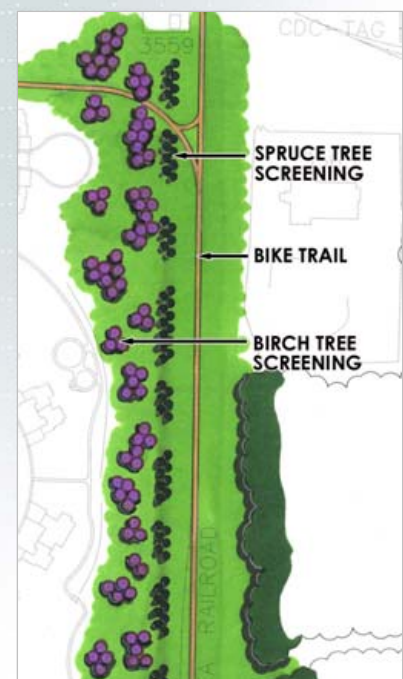 3559
CDC-TAG
SPRUCE TREE
SCREENING
BIKE TRAIL
BIRCH TREE
SCREENING
A RAILROAD